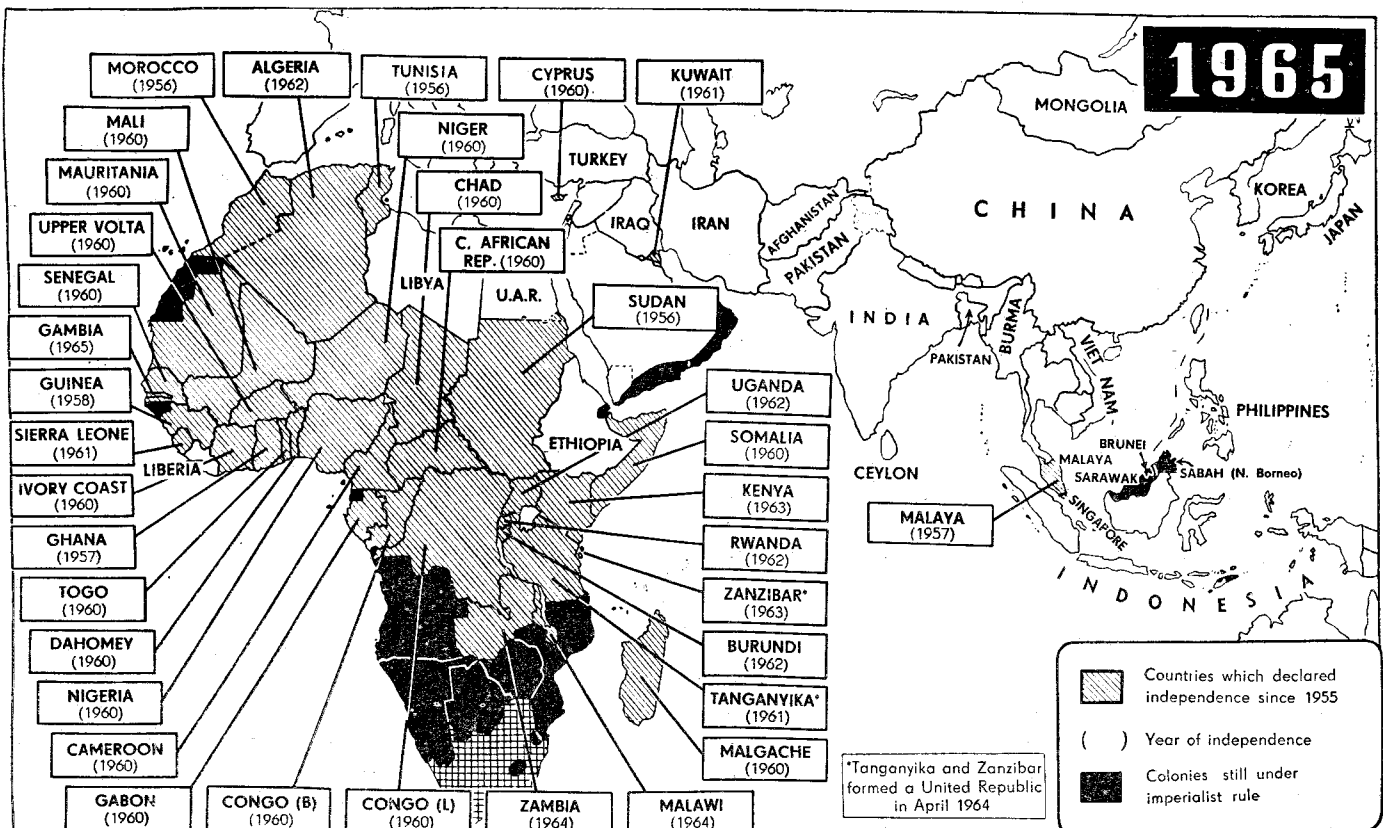 1965
MOROCCO
(1956)
ALGERIA
(1962)
TUNISIA
(1956)
CYPRUS
(1960)
KUWAIT
(1961)
MALI
(1960)
NIGER
(1960)
MAURITANIA
(1960)
CHAD
(1960)
UPPER VOLTA
(1960)
C. AFRICAN
REP. (1960)
SENEGAL
(1960)
SUDAN
(1956)
GAMBIA
(1965)
GUINEA
(1958)
SIERRA LEONE
(1961)
IVORY COAST
(1960)
GHANA
(1957)
TOGO
(1960)
DAHOMEY
(1960)
NIGERIA
(1960)
CAMEROON
(1960)
GABON
(1960)
CONGO (B)
(1960)
CONGO (L)
(1960)
ZAMBIA
(1964)
MALAWI
(1964)
UGANDA
(1962)
SOMALIA
(1960)
KENYA
(1963)
RWANDA
(1962)
ZANZIBAR*
(1963)
BURUNDI
(1962)
TANGANYIKA*
(1961)
MALGACHE
(1960)
MALAYA
(1957)
LIBYA
U.A.R.
LIBERIA
ETHIOPIA
TURKEY
IRAQ
IRAN
AFGHANISTAN
PAKISTAN
INDIA
PAKISTAN
BURMA
CEYLON
MONGOLIA
CHINA
KOREA
JAPAN
VIET NAM
PHILIPPINES
BRUNEI
MALAYA
SARAWAK
SABAH (N. Borneo)
SINGAPORE
INDONESIA
*Tanganyika and Zanzibar
formed a United Republic
in April 1964
Countries which declared
independence since 1955
( ) Year of independence
Colonies still under
imperialist rule